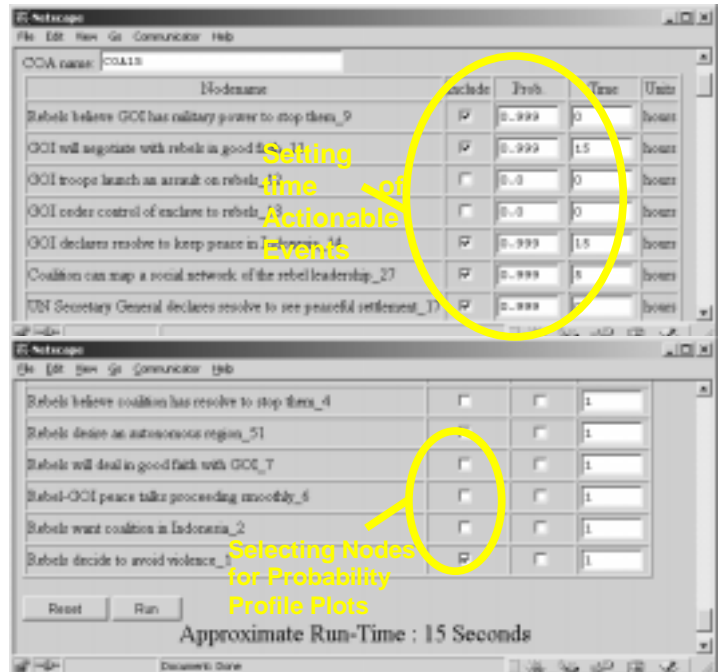 Netscape
File Edit View Go Communicator Help
COA name: COA15
Nodename Include Prob. Time Units
Rebels believe GOI has military power to stop them_9 0.999 0 hours
GOI will negotiate with rebels in good 0.999 15 hours
GOI troops launch an assault on rebels 0.0 0 hours
GOI cedes control of enclave to rebels 0.0 0 hours
GOI declares resolve to keep peace in 0.999 15 hours
Coalition can map a social network of the rebel leadership_27 0.999 hours
UN Secretary General declares resolve to see peaceful settlement_17 0.999 hours
Setting
time of
Actionable
Events
Netscape
File Edit View Go Communicator Help
Rebels believe coalition has resolve to stop them_4 1
Rebels desire an autonomous region_51 1
Rebels will deal in good faith with GOI_7 1
Rebel-GOI peace talks proceeding smoothly_6 1
Rebels want coalition in Indonesia_2 1
Rebels decide to avoid violence_1 1
Selecting Nodes
for Probability
Profile Plots
Reset Run
Approximate Run-Time : 15 Seconds
Document: Done